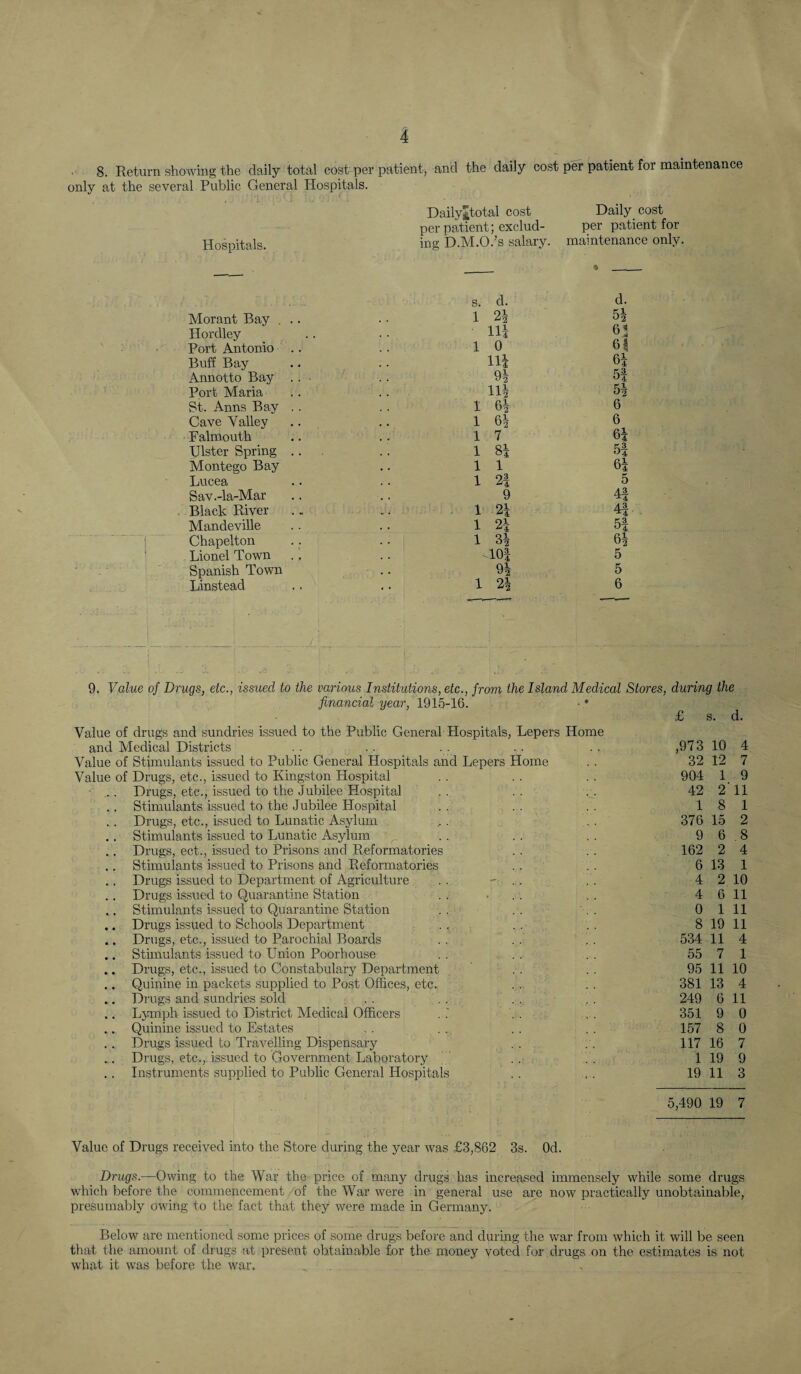 4
8. Return showing the daily total cost per patient, and the daily cost per patient for maintenance
only at the several Public General Hospitals.
Hospitals. Daily total cost per patient; excluding D.M.O.'s salary. Daily cost per patient for maintenance only.
s. d. d.
Morant Bay . .. 1 2½ 5½
Hordley .. .. 11¼ 6¾
Port Antonio .. .. 1 0 6¾
Buff Bay .. .. 11¼ 6¼
Annotto Bay .. .. 9½ 5¾
Port Maria .. .. 11½ 5½
St. Anns Bay .. .. 1 6½ 6
Cave Valley .. .. 1 6½ 6
Falmouth .. .. 1 7 6¼
Ulster Spring .. .. 1 8¼ 5¾
Montego Bay .. 1 1 6¼
Lucea .. .. 1 2¾ 5
Sav.-la-Mar .. .. 9 4¾
Black River .. .. 1 2¼ 4¾
Mandeville .. .. 1 2¼ 5¾
Chapelton .. .. 1 3½ 6½
Lionel Town .. .. 10¾ 5
Spanish Town .. 9½ 5
Linstead .. .. 1 2½ 6
9. Value of Drugs, etc., issued to the various Institutions, etc., from the Island Medical Stores, during the
financial year, 1915-16.
£ s. d.
Value of drugs and sundries issued to the Public General Hospitals, Lepers Home
and Medical Districts .. .. .. .. .. ,973 10 4
Value of Stimulants issued to Public General Hospitals and Lepers Home .. 32 12 7
Value of Drugs, etc., issued to Kingston Hospital .. .. .. 904 1 9
.. Drugs, etc., issued to the Jubilee Hospital .. .. .. 42 2 11
.. Stimulants issued to the Jubilee Hospital .. .. .. 1 8 1
.. Drugs, etc., issued to Lunatic Asylum .. .. .. 376 15 2
.. Stimulants issued to Lunatic Asylum .. .. .. 9 6 8
.. Drugs, ect., issued to Prisons and Reformatories .. .. 162 2 4
.. Stimulants issued to Prisons and Reformatories .. .. 6 13 1
.. Drugs issued to Department of Agriculture .. .. .. 4 2 10
.. Drugs issued to Quarantine Station .. .. .. 4 6 11
.. Stimulants issued to Quarantine Station .. .. .. 0 1 11
.. Drugs issued to Schools Department .. .. .. 8 19 11
.. Drugs, etc., issued to Parochial Boards .. .. .. 534 11 4
.. Stimulants issued to Union Poorhouse .. .. .. 55 7 1
.. Drugs, etc., issued to Constabulary Department .. .. 95 11 10
.. Quinine in packets supplied to Post Offices, etc. .. .. 381 13 4
.. Drugs and sundries sold .. .. .. .. 249 6 11
.. Lymph issued to District Medical Officers .. .. .. 351 9 0
.. Quinine issued to Estates .. .. .. .. 157 8 0
.. Drugs issued to Travelling Dispensary .. .. 117 16 7
.. Drugs, etc., issued to Government Laboratory .. .. 1 19 9
.. Instruments supplied to Public General Hospitals .. .. 19 11 3
5,490 19 7
Value of Drugs received into the Store during the year was £3,862 3s. 0d.
Drugs.—Owing to the War the price of many drugs has increased immensely while some drugs
which before the commencement of the War were in general use are now practically unobtainable,
presumably owing to the fact that they were made in Germany.
Below are mentioned some prices of some drugs before and during the war from which it will be seen
that the amount of drugs at present obtainable for the money voted for drugs on the estimates is not
what it was before the war.